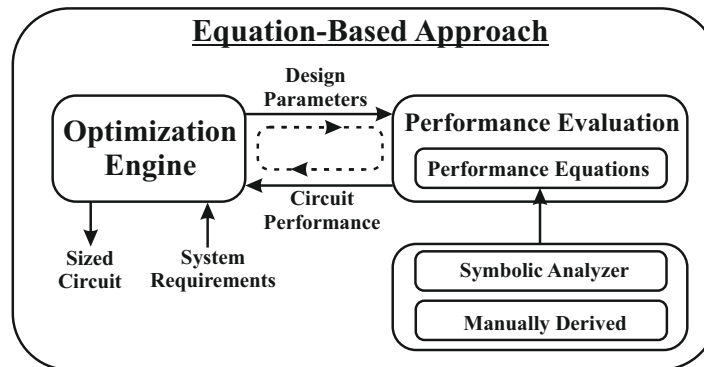 Equation-Based Approach
Design
Parameters
Optimization
Engine
Performance Evaluation
Performance Equations
Circuit
Performance
Sized
Circuit
System
Requirements
Symbolic Analyzer
Manually Derived